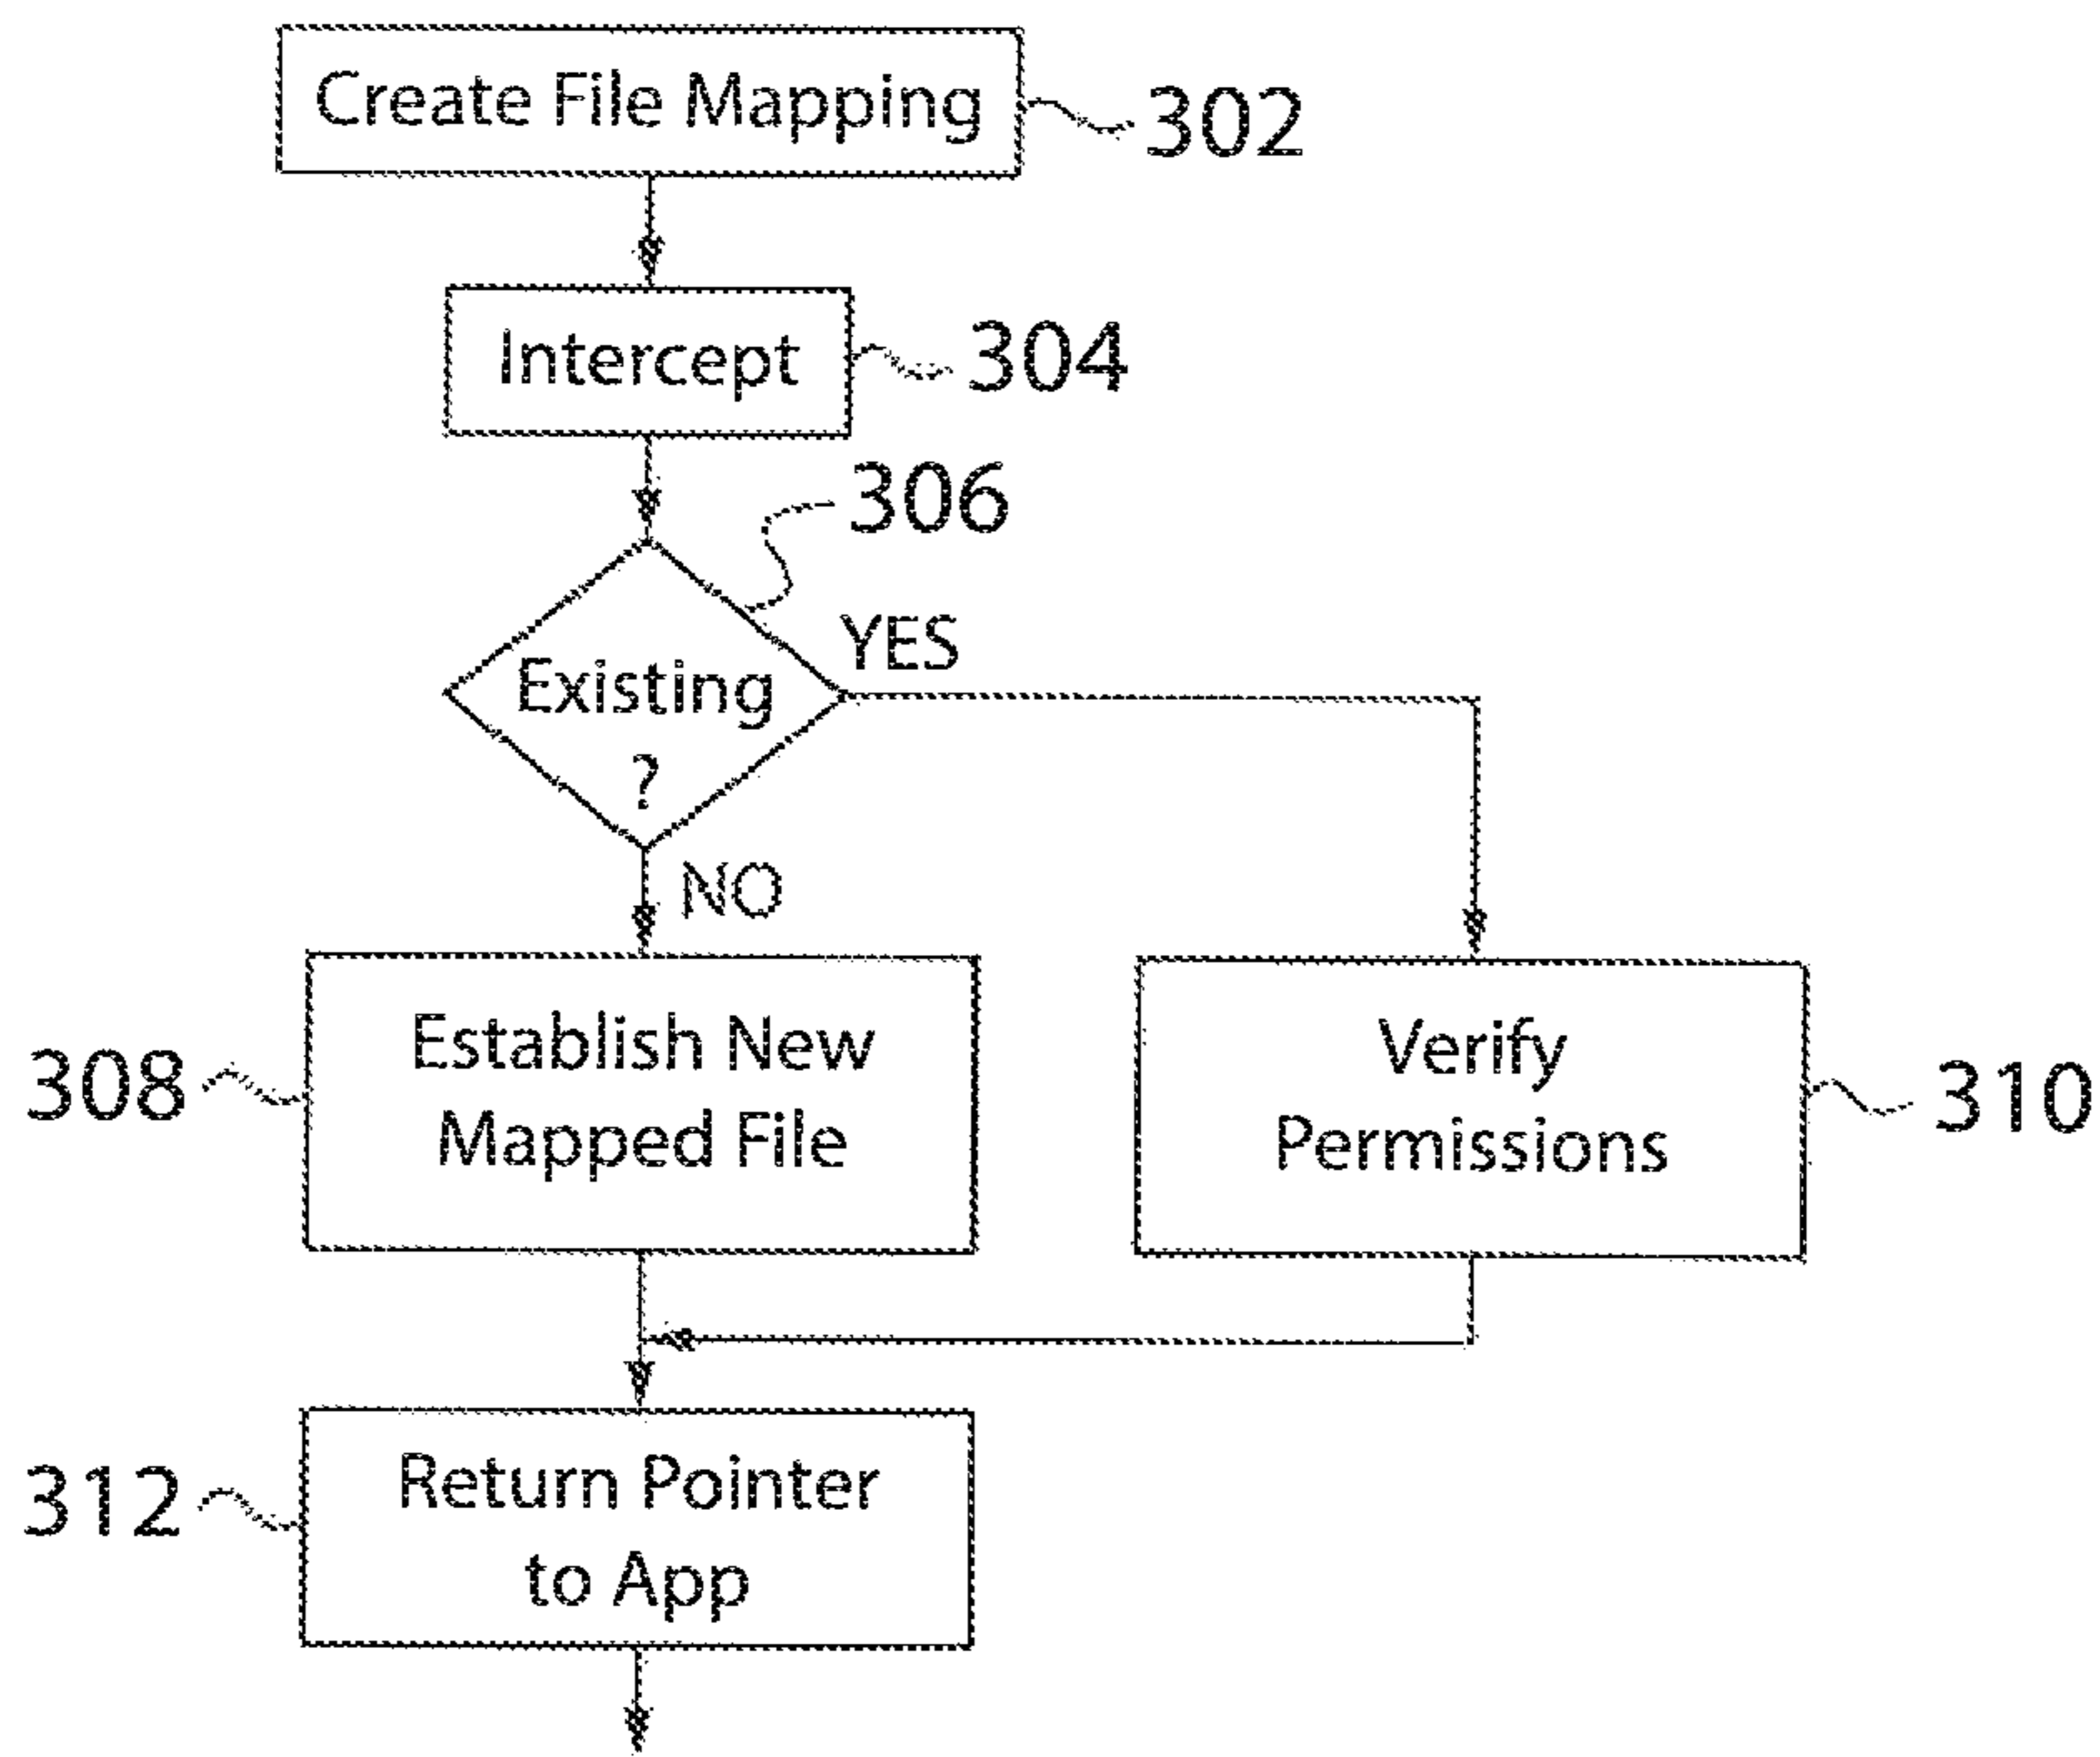 Create File Mapping
302
Intercept
304
306
YES
Existing
?
NO
Establish New
Mapped File
308
Verify
Permissions
310
Return Pointer
to App
312